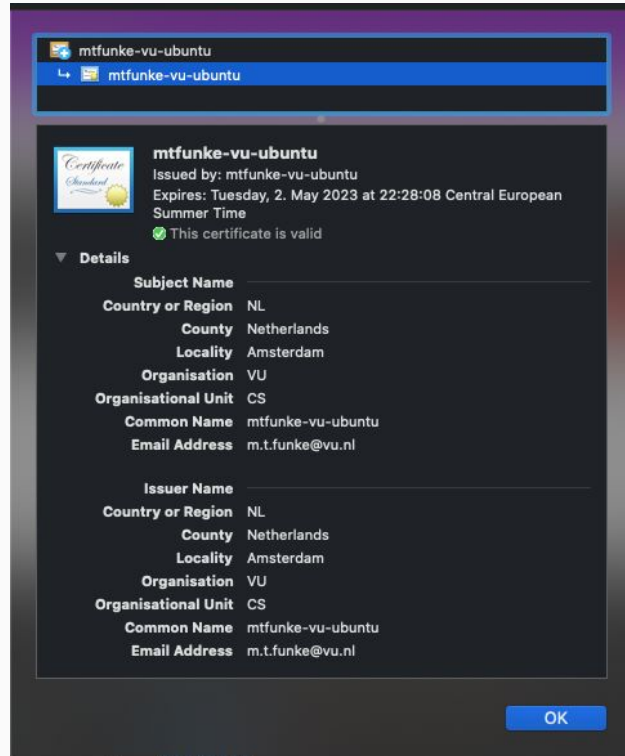 mtfunke-vu-ubuntu
mtfunke-vu-ubuntu
Certificate
Standard
mtfunke-vu-ubuntu
Issued by: mtfunke-vu-ubuntu
Expires: Tuesday, 2. May 2023 at 22:28:08 Central European
Summer Time
This certificate is valid
Details
Subject Name
Country or Region NL
County Netherlands
Locality Amsterdam
Organisation VU
Organisational Unit CS
Common Name mtfunke-vu-ubuntu
Email Address m.t.funke@vu.nl
Issuer Name
Country or Region NL
County Netherlands
Locality Amsterdam
Organisation VU
Organisational Unit CS
Common Name mtfunke-vu-ubuntu
Email Address m.t.funke@vu.nl
OK